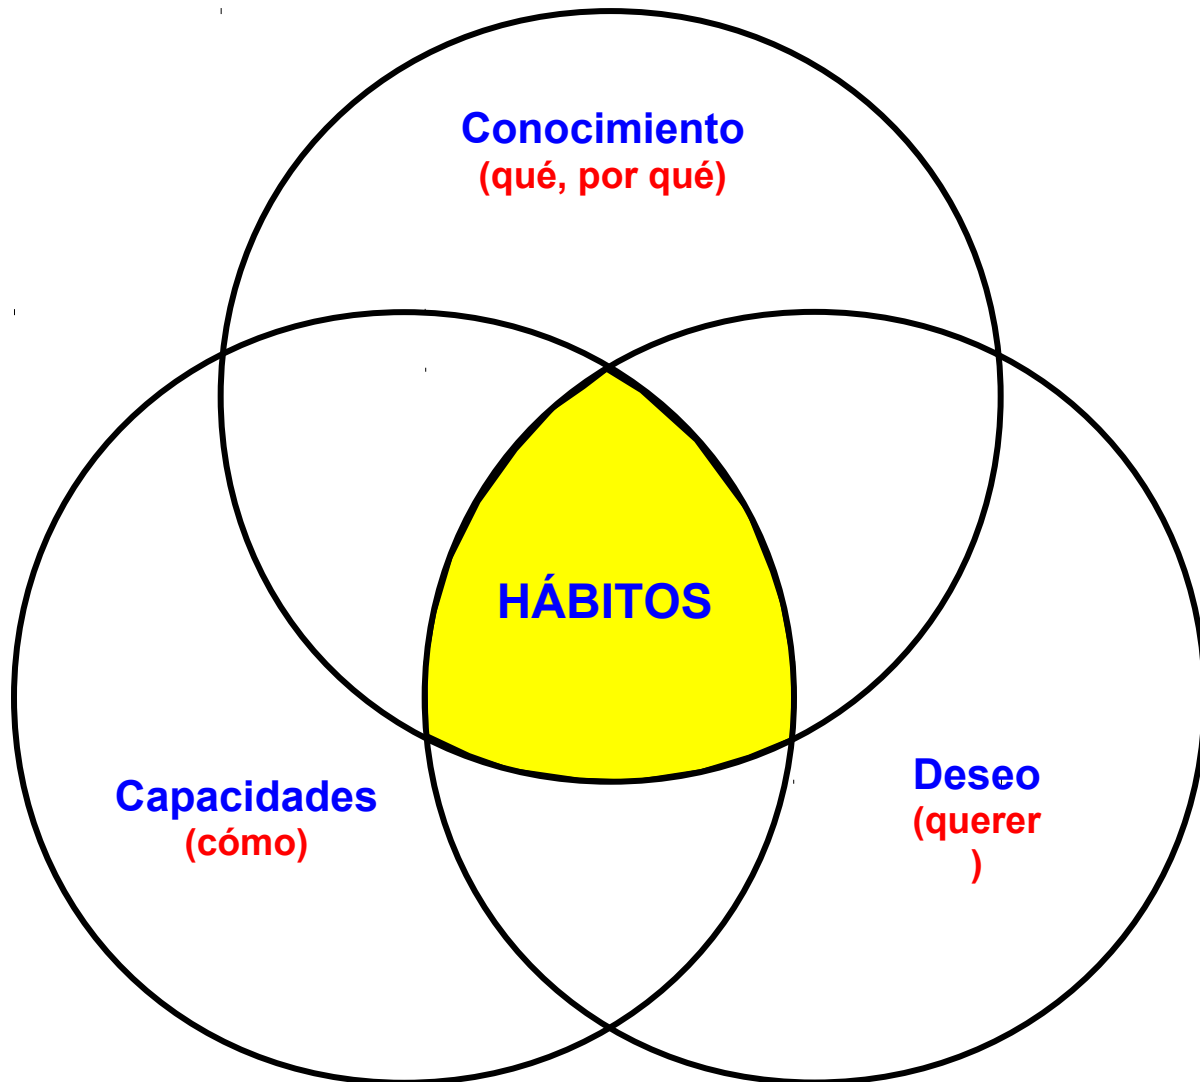 Conocimiento
(qué, por qué)
HÁBITOS
Capacidades
(cómo)
Deseo
(querer
)